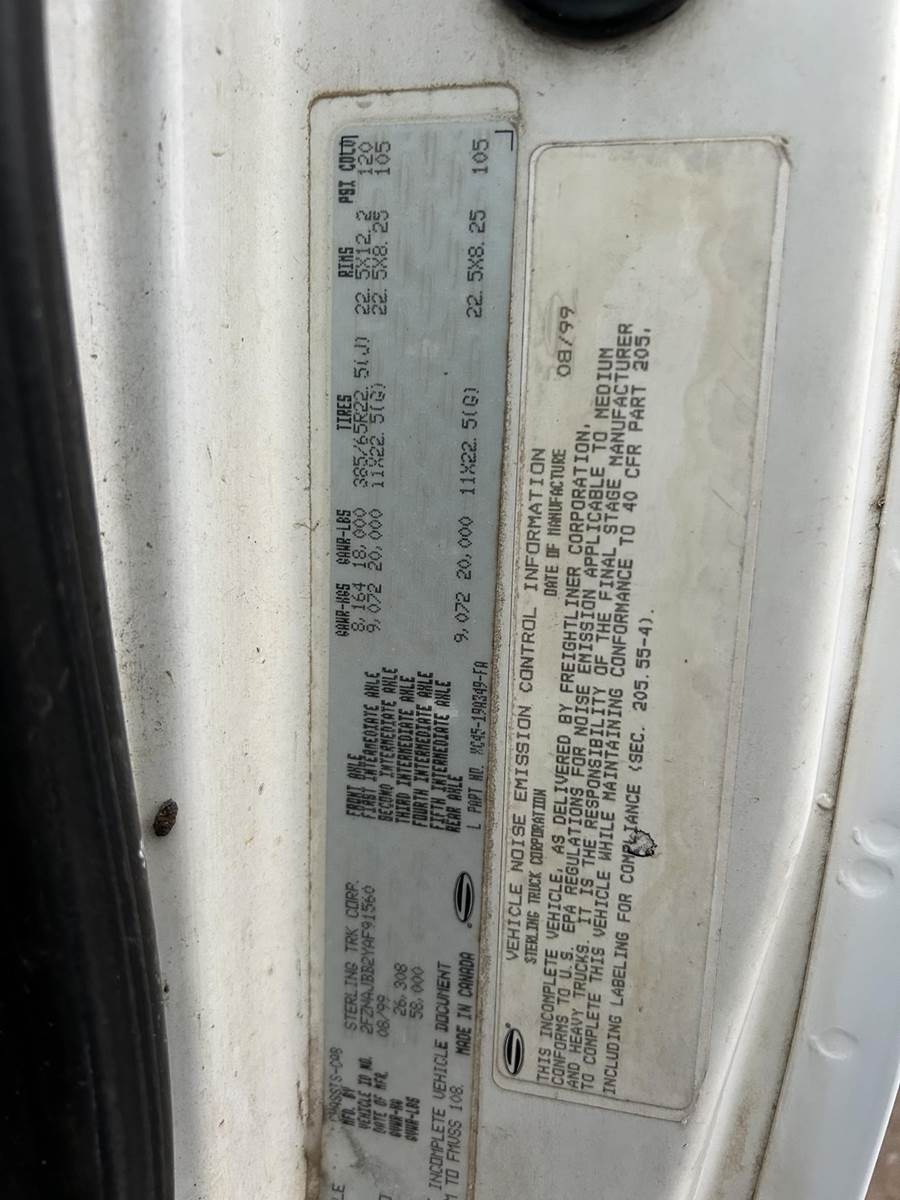 LE
CHASSIS-CAB
MFD. BY STERLING TRK CORP.
VEHICLE ID NO. 2FZNAJBB2YAF91560
DATE OF MFR. 08/99
GVWR-KG 26,308
GVWR-LBS 58,000
INCOMPLETE VEHICLE DOCUMENT
M TO FMVSS 108. MADE IN CANADA
GAWR-KGS GAWR-LBS TIRES RIMS PSI COLD
FRONT AXLE 8,164 18,000 385/65R22.5(J) 22.5X12.2 120
FIRST INTERMEDIATE AXLE 9,072 20,000 11X22.5(G) 22.5X8.25 105
SECOND INTERMEDIATE AXLE
THIRD INTERMEDIATE AXLE
FOURTH INTERMEDIATE AXLE
FIFTH INTERMEDIATE AXLE
REAR AXLE 9,072 20,000 11X22.5(G) 22.5X8.25 105
L PART NO. XC45-19A349-FA
VEHICLE NOISE EMISSION CONTROL INFORMATION
STERLING TRUCK CORPORATION DATE OF MANUFACTURE 08/99
THIS INCOMPLETE VEHICLE, AS DELIVERED BY FREIGHTLINER CORPORATION,
CONFORMS TO U.S. EPA REGULATIONS FOR NOISE EMISSION APPLICABLE TO MEDIUM
AND HEAVY TRUCKS. IT IS THE RESPONSIBILITY OF THE FINAL STAGE MANUFACTURER
TO COMPLETE THIS VEHICLE WHILE MAINTAINING CONFORMANCE TO 40 CFR PART 205,
INCLUDING LABELING FOR COMPLIANCE (SEC. 205.55-4).